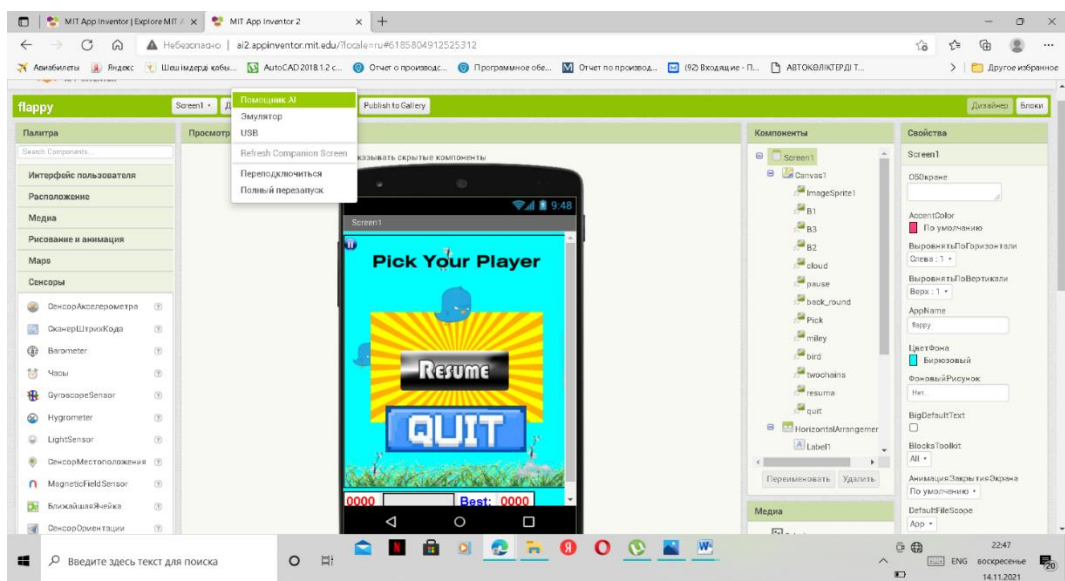 MIT App Inventor | Explore MIT A
MIT App Inventor 2
Небезопасно | ai2.appinventor.mit.edu/?locale=ru#6185804912525312
Авиабилеты Яндекс Шешімдерді қабы... AutoCAD 2018.1.2 с... Отчет о производс... Программное обе... Отчет по производ... (92) Входящие - П... АВТОКӨЛІКТЕРДІ Т... Другое избранное
flappy Screen1 Publish to Gallery Дизайнер Блоки
Помощник AI
Эмулятор
USB
Refresh Companion Screen
Переподключиться
Полный перезапуск
Палитра
Search Components...
Интерфейс пользователя
Расположение
Медиа
Рисование и анимация
Maps
Сенсоры
СенсорАкселерометра
СканерШтрихКода
Barometer
Часы
GyroscopeSensor
Hygrometer
LightSensor
СенсорМестоположения
MagneticFieldSensor
БлижайшаяЯчейка
СенсорОриентации
Просмотр
казывать скрытые компоненты
9:48
Screen1
Pick Your Player
RESUME
QUIT
0000 Best: 0000
Компоненты
Screen1
Canvas1
ImageSprite1
B1
B3
B2
cloud
pause
back_round
Pick
miley
bird
twochains
resume
quit
HorizontalArrangemer
Label1
Переименовать Удалить
Медиа
Свойства
Screen1
ОбЭкране
AccentColor
По умолчанию
ВыровнятьПоГоризонтали
Слева : 1
ВыровнятьПоВертикали
Верх : 1
AppName
flappy
ЦветФона
Бирюзовый
ФоновыйРисунок
Нет...
BigDefaultText
BlocksToolkit
All
АнимацияЗакрытияЭкрана
По умолчанию
DefaultFileScope
App
Введите здесь текст для поиска
ENG
22:47
воскресенье
14.11.2021
20